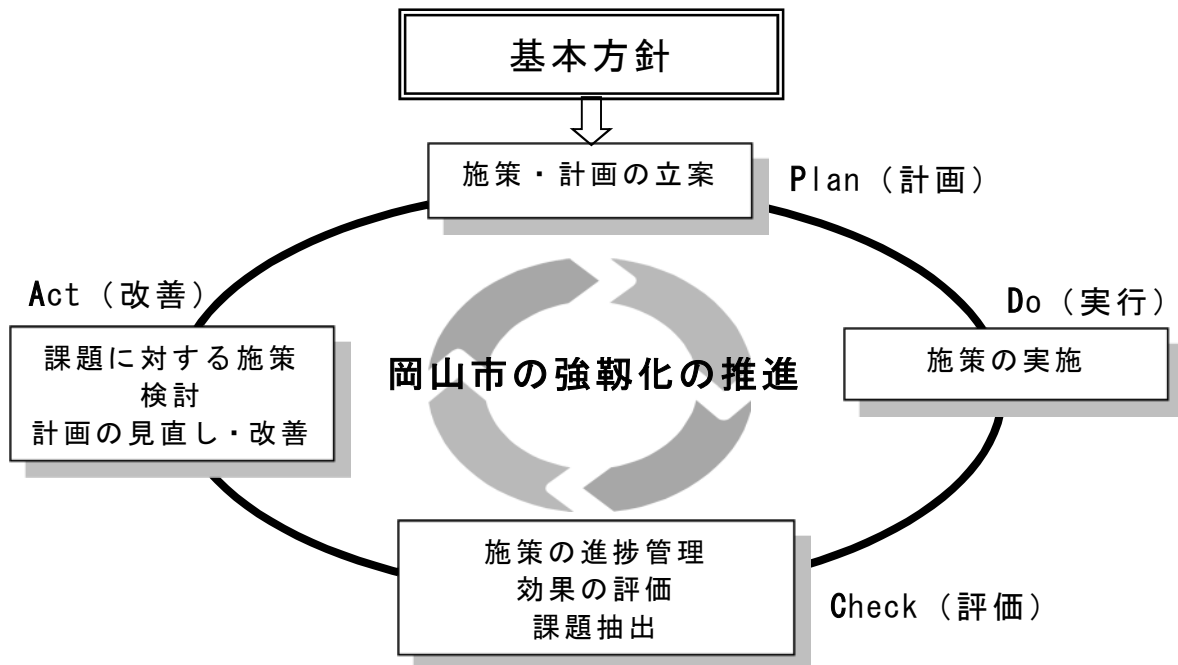 基本方針
施策・計画の立案
Plan（計画）
Act（改善）
Do（実行）
課題に対する施策
検討
計画の見直し・改善
岡山市の強靱化の推進
施策の実施
施策の進捗管理
効果の評価
課題抽出
Check（評価）